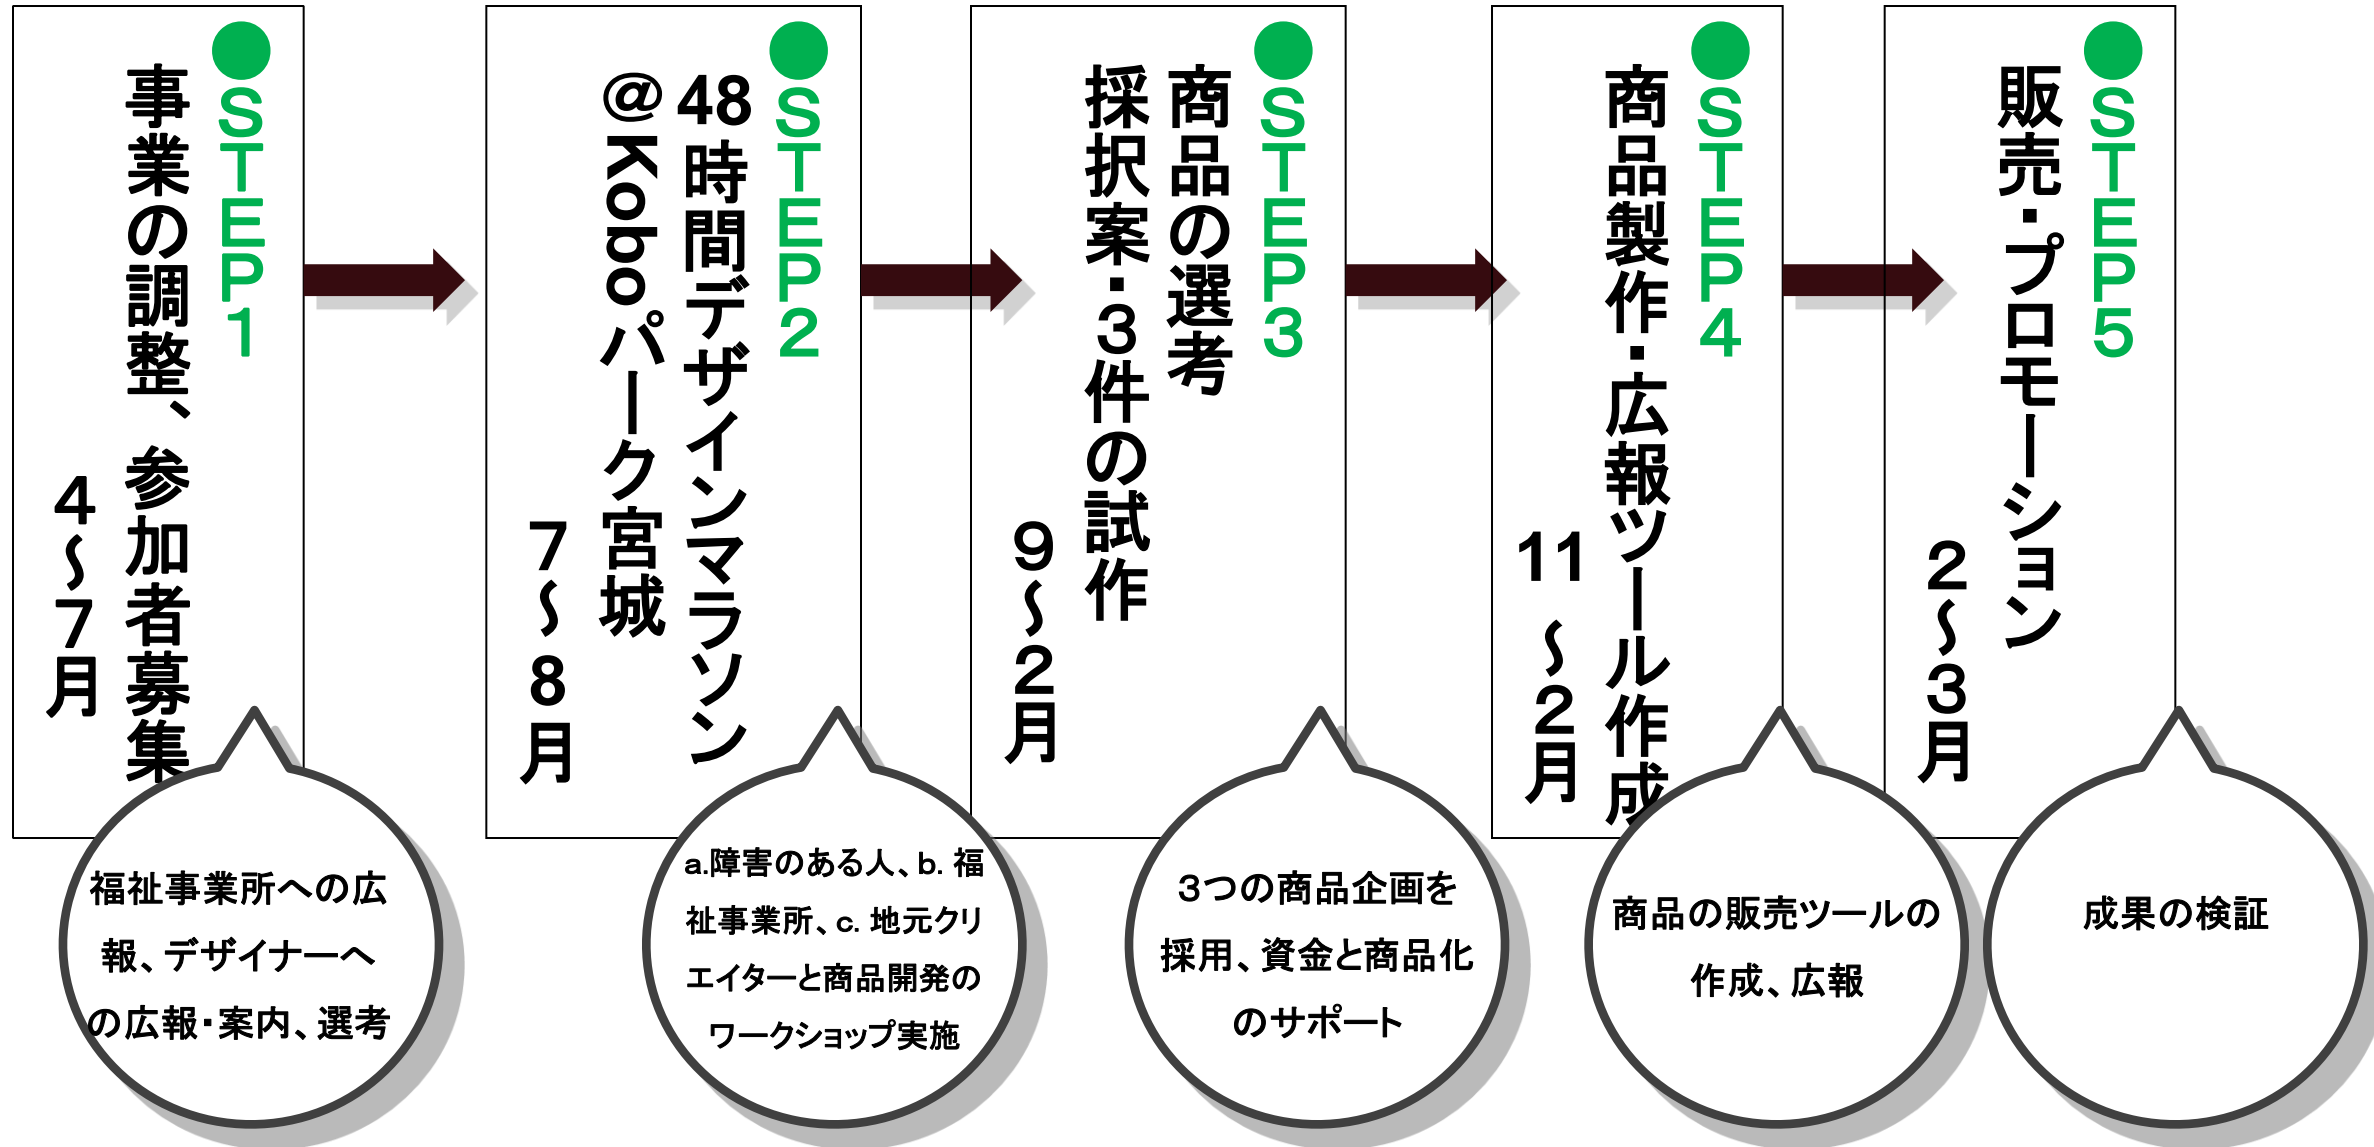 ●STEP1
事業の調整、参加者募集
4~7月
●STEP2
48時間デザインマラソン
@Koboパーク宮城
7~8月
●STEP3
商品の選考
採択案・3件の試作
9~2月
●STEP4
商品製作・広報ツール作成
11~2月
●STEP5
販売・プロモーション
2~3月
福祉事業所への広
報、デザイナーへ
の広報・案内、選考
a.障害のある人、b. 福
祉事業所、c. 地元クリ
エイターと商品開発の
ワークショップ実施
3つの商品企画を
採用、資金と商品化
のサポート
商品の販売ツールの
作成、広報
成果の検証